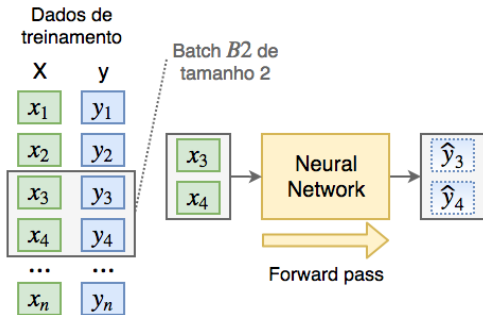 Dados de
treinamento
X y
x₁ y₁
x₂ y₂
x₃ y₃
x₄ y₄
... ...
xₙ yₙ
Batch B2 de
tamanho 2
x₃
x₄
Neural
Network
Forward pass
ŷ₃
ŷ₄